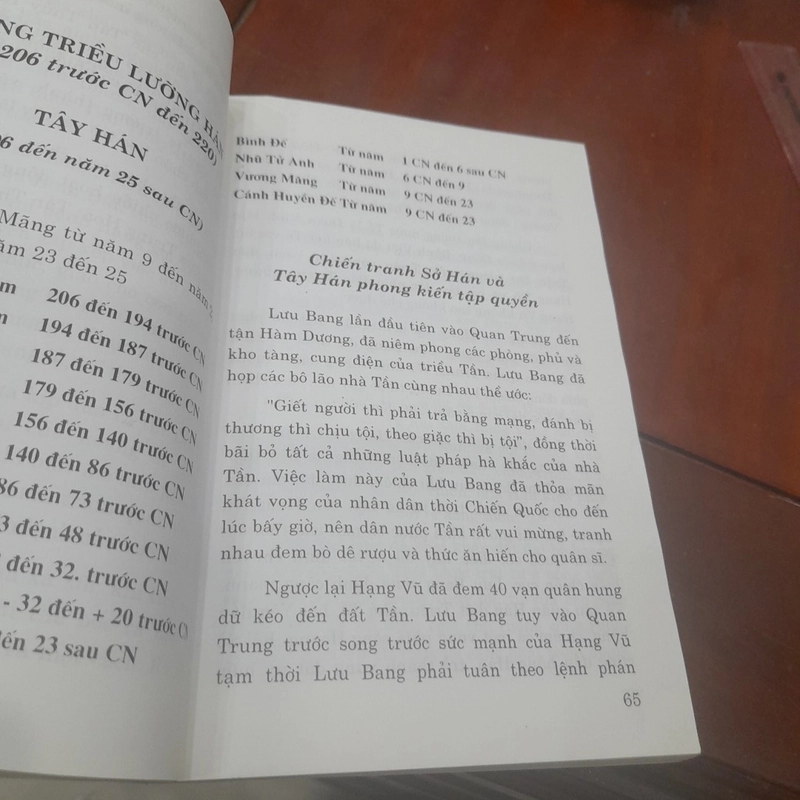 NG TRIỀU LƯỠNG HÁN
206 trước CN đến 220)
TÂY HÁN
6 đến năm 25 sau CN)
Mãng từ năm 9 đến năm 2
ăm 23 đến 25
m 206 đến 194 trước CN
194 đến 187 trước CN
187 đến 179 trước CN
179 đến 156 trước CN
156 đến 140 trước CN
140 đến 86 trước CN
86 đến 73 trước CN
3 đến 48 trước CN
đến 32. trước CN
- 32 đến + 20 trước C
đến 23 sau CN
Bình Đế Từ năm 1 CN đến 6 sau CN
Nhũ Tử Anh Từ năm 6 CN đến 9
Vương Mãng Từ năm 9 CN đến 23
Cánh Huyền Đế Từ năm 9 CN đến 23
Chiến tranh Sở Hán và
Tây Hán phong kiến tập quyền
Lưu Bang lần đầu tiên vào Quan Trung đến
tận Hàm Dương, đã niêm phong các phòng, phủ và
kho tàng, cung điện của triều Tần. Lưu Bang đã
họp các bô lão nhà Tần cùng nhau thề ước:
"Giết người thì phải trả bằng mạng, đánh bị
thương thì chịu tội, theo giặc thì bị tội", đồng thời
bãi bỏ tất cả những luật pháp hà khắc của nhà
Tần. Việc làm này của Lưu Bang đã thỏa mãn
khát vọng của nhân dân thời Chiến Quốc cho đến
lúc bấy giờ, nên dân nước Tần rất vui mừng, tranh
nhau đem bò dê rượu và thức ăn hiến cho quân sĩ.
Ngược lại Hạng Vũ đã đem 40 vạn quân hung
dữ kéo đến đất Tần. Lưu Bang tuy vào Quan
Trung trước song trước sức mạnh của Hạng Vũ
tạm thời Lưu Bang phải tuân theo lệnh phán
65